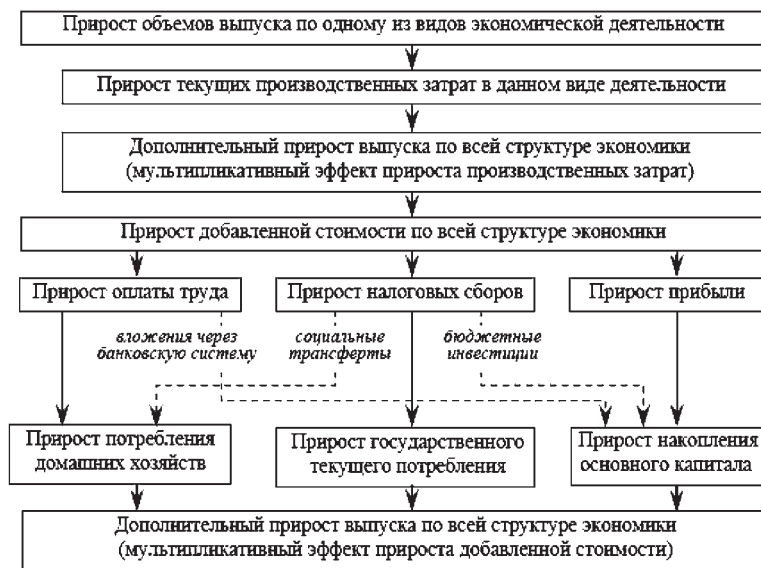 Прирост объемов выпуска по одному из видов экономической деятельности
Прирост текущих производственных затрат в данном виде деятельности
Дополнительный прирост выпуска по всей структуре экономики
(мультипликативный эффект прироста производственных затрат)
Прирост добавленной стоимости по всей структуре экономики
Прирост оплаты труда
Прирост налоговых сборов
Прирост прибыли
вложения через
банковскую систему
социальные
трансферты
бюджетные
инвестиции
Прирост потребления
домашних хозяйств
Прирост государственного
текущего потребления
Прирост накопления
основного капитала
Дополнительный прирост выпуска по всей структуре экономики
(мультипликативный эффект прироста добавленной стоимости)